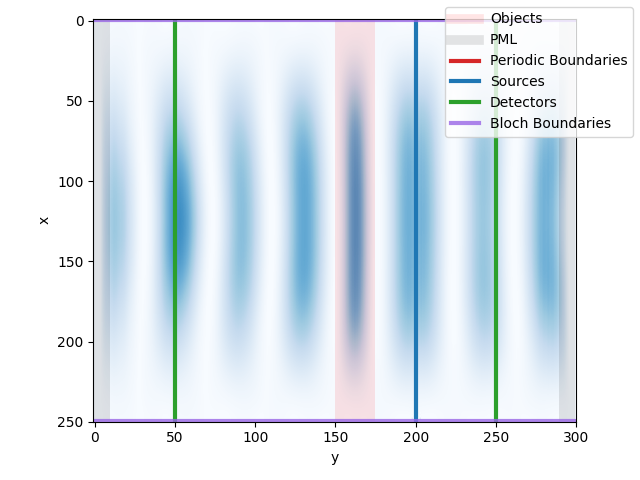 Objects
PML
Periodic Boundaries
Sources
Detectors
Bloch Boundaries
0
50
100
150
200
250
x
0 50 100 150 200 250 300
y